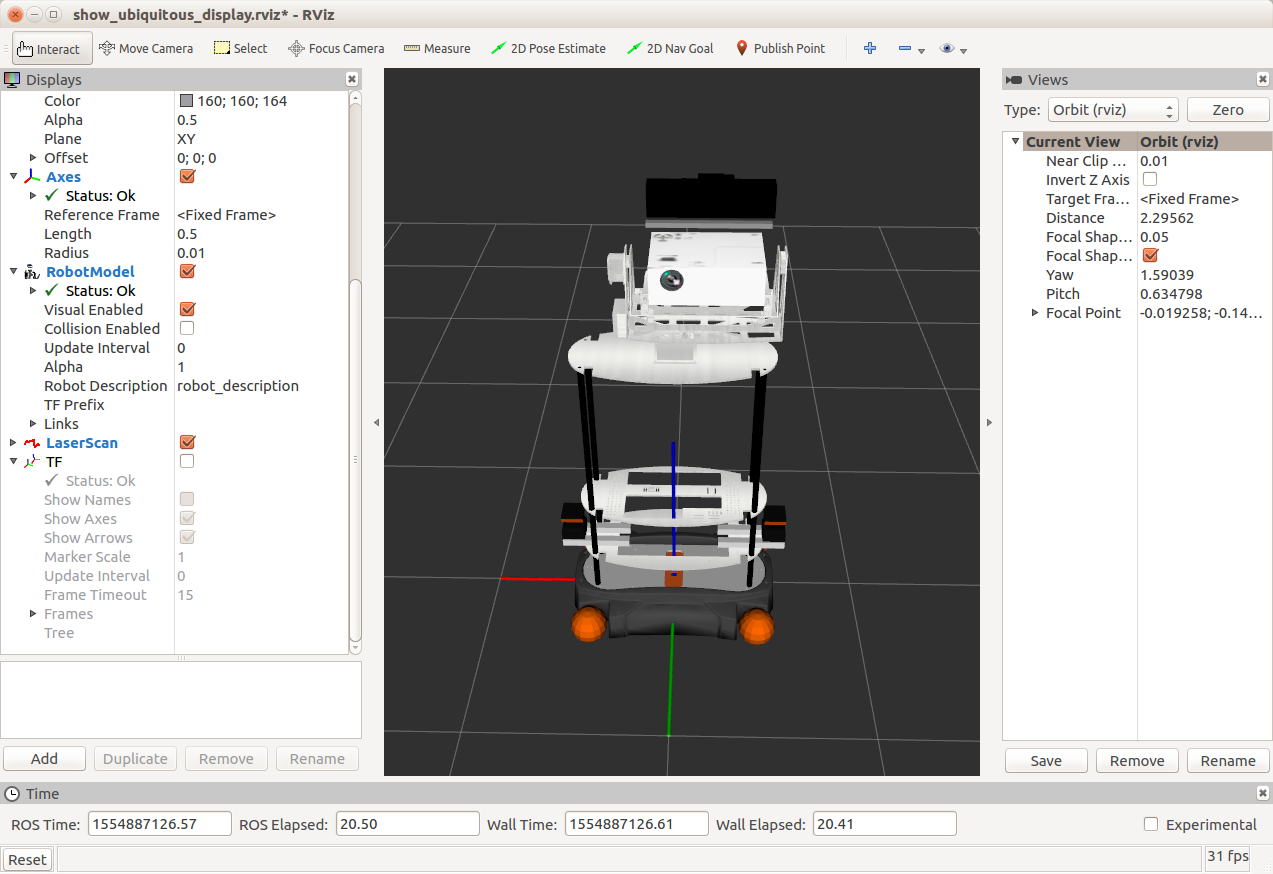 show_ubiquitous_display.rviz* - RViz
Interact Move Camera Select Focus Camera Measure 2D Pose Estimate 2D Nav Goal Publish Point
Displays
Color 160; 160; 164
Alpha 0.5
Plane XY
Offset 0; 0; 0
Axes
Status: Ok
Reference Frame <Fixed Frame>
Length 0.5
Radius 0.01
RobotModel
Status: Ok
Visual Enabled
Collision Enabled
Update Interval 0
Alpha 1
Robot Description robot_description
TF Prefix
Links
LaserScan
TF
Status: Ok
Show Names
Show Axes
Show Arrows
Marker Scale 1
Update Interval 0
Frame Timeout 15
Frames
Tree
Add Duplicate Remove Rename
Views
Type: Orbit (rviz) Zero
Current View Orbit (rviz)
Near Clip ... 0.01
Invert Z Axis
Target Fra... <Fixed Frame>
Distance 2.29562
Focal Shap... 0.05
Focal Shap...
Yaw 1.59039
Pitch 0.634798
Focal Point -0.019258; -0.14...
Save Remove Rename
Time
ROS Time: 1554887126.57 ROS Elapsed: 20.50 Wall Time: 1554887126.61 Wall Elapsed: 20.41 Experimental
Reset 31 fps